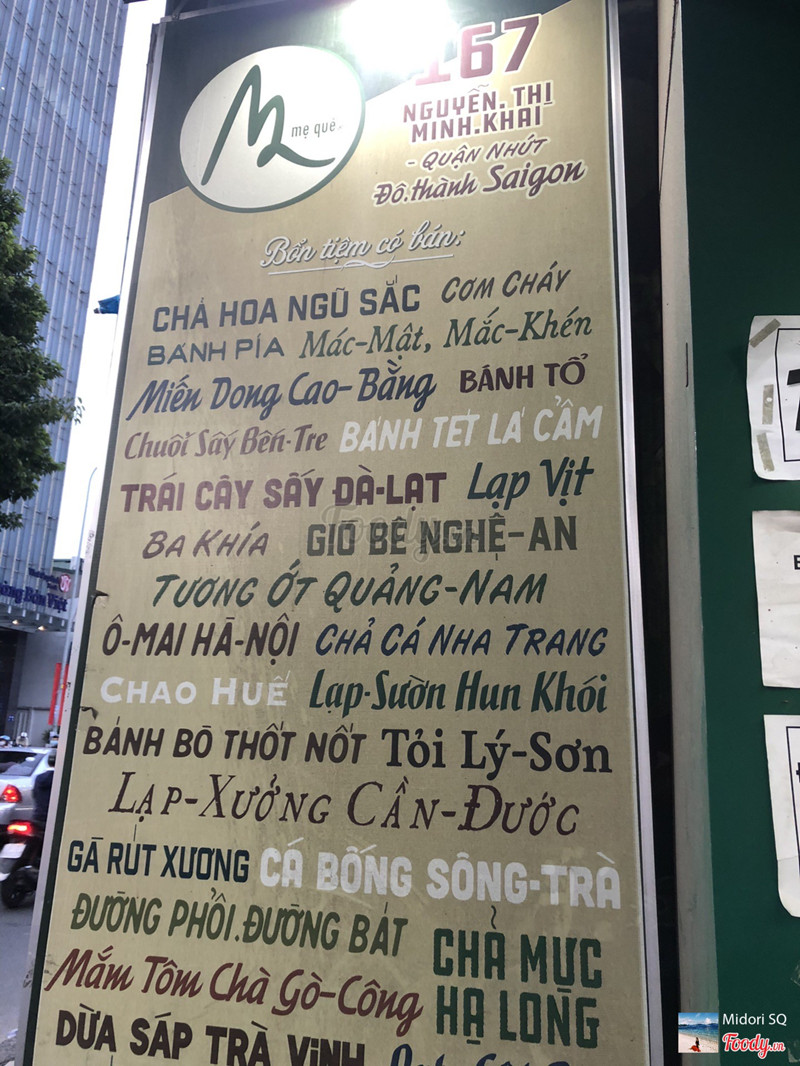 167
NGUYỄN.THỊ
MINH.KHAI
mẹ quê
- QUẬN NHỨT
Đô.thành Saigon
Bổn tiệm có bán:
CHẢ HOA NGŨ SẮC CƠM CHÁY
BÁNH PÍA Mác-Mật, Mắc-Khén
Miến Dong Cao-Bằng BÁNH TỔ
Chuối Sấy Bến-Tre BÁNH TÉT LÁ CẨM
TRÁI CÂY SẤY ĐÀ-LẠT Lạp Vịt
BA KHÍA GIÒ BÊ NGHỆ-AN
TƯƠNG ỚT QUẢNG-NAM
Ô-MAI HÀ-NỘI CHẢ CÁ NHA TRANG
CHAO HUẾ Lạp-Sườn Hun Khói
BÁNH BÒ THỐT NỐT Tỏi Lý-Sơn
LẠP-XƯỞNG CẦN-ĐƯỚC
GÀ RÚT XƯƠNG CÁ BỐNG SÔNG-TRÀ
ĐƯỜNG PHỔI.ĐƯỜNG BÁT CHẢ MỰC
HẠ LONG
Mắm Tôm Chà Gò-Công
DỪA SÁP TRÀ VINH
Foody.vn
Midori SQ
Foody.vn